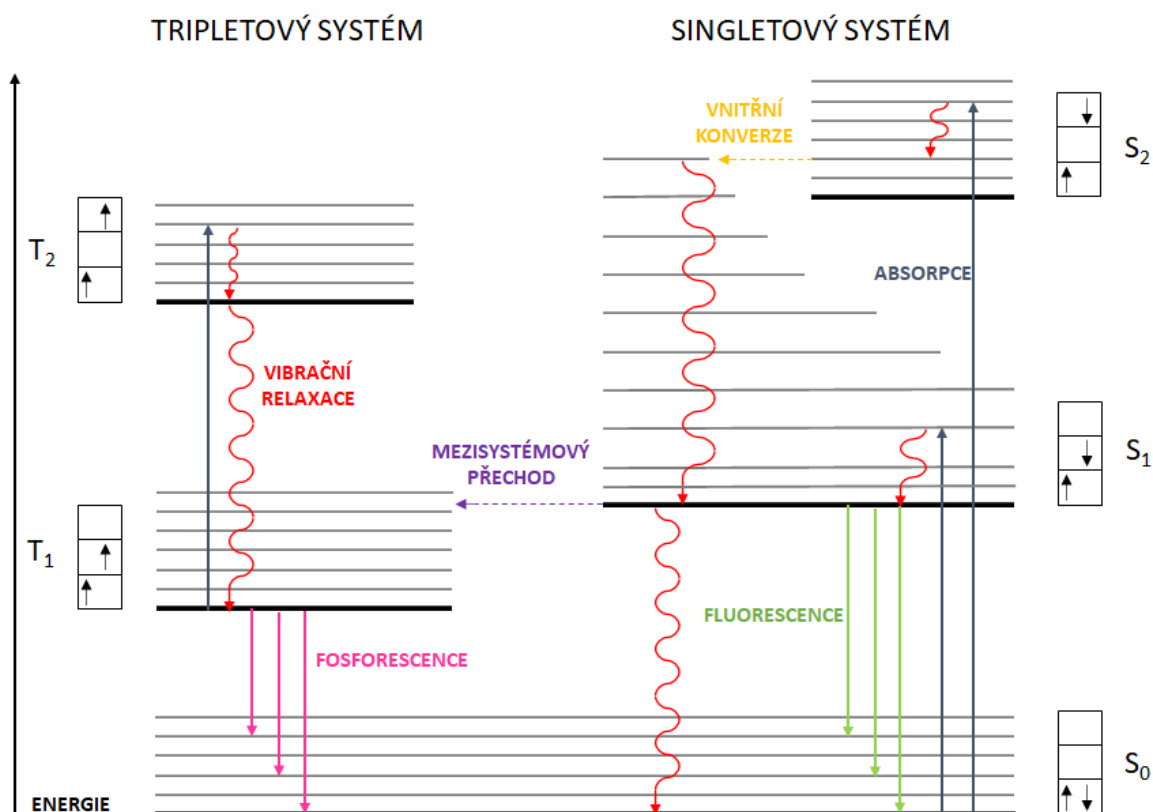 TRIPLETOVÝ SYSTÉM
SINGLETOVÝ SYSTÉM
VNITŘNÍ
KONVERZE
S2
T2
ABSORPCE
VIBRAČNÍ
RELAXACE
MEZISYSTÉMOVÝ
PŘECHOD
S1
T1
FLUORESCENCE
FOSFORESCENCE
S0
ENERGIE